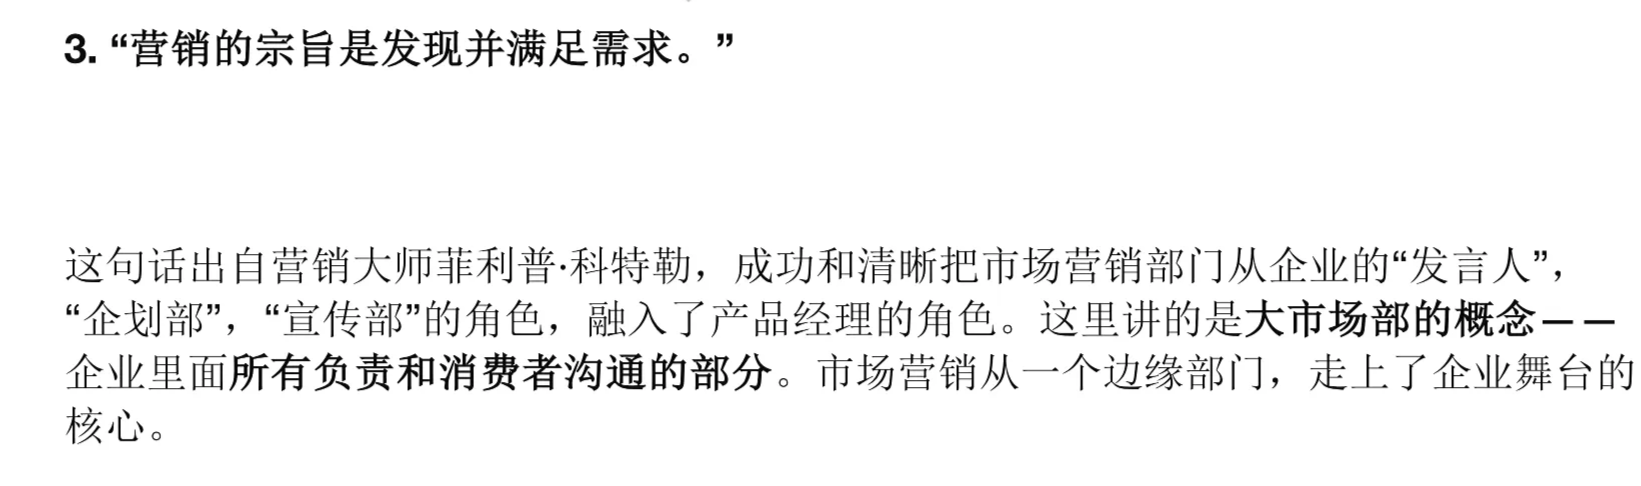 3. “营销的宗旨是发现并满足需求。”
这句话出自营销大师菲利普·科特勒，成功和清晰把市场营销部门从企业的“发言人”，
“企划部”，“宣传部”的角色，融入了产品经理的角色。这里讲的是大市场部的概念——
企业里面所有负责和消费者沟通的部分。市场营销从一个边缘部门，走上了企业舞台的
核心。